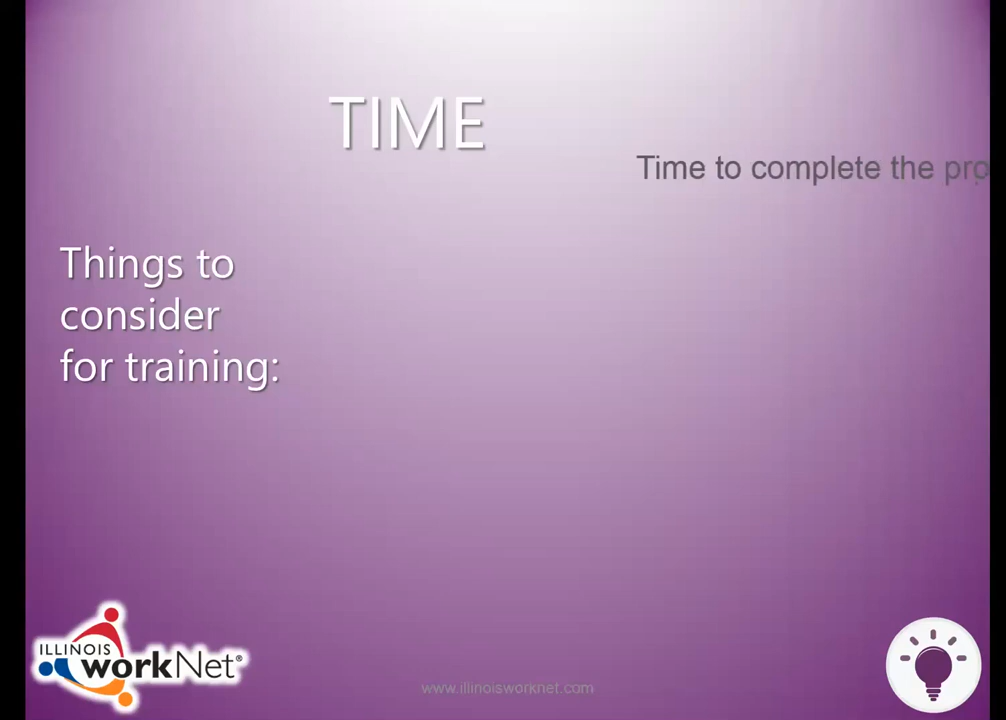 TIME
Time to complete the pro
Things to
consider
for training:
ILLINOIS
workNet®
www.illinoisworknet.com